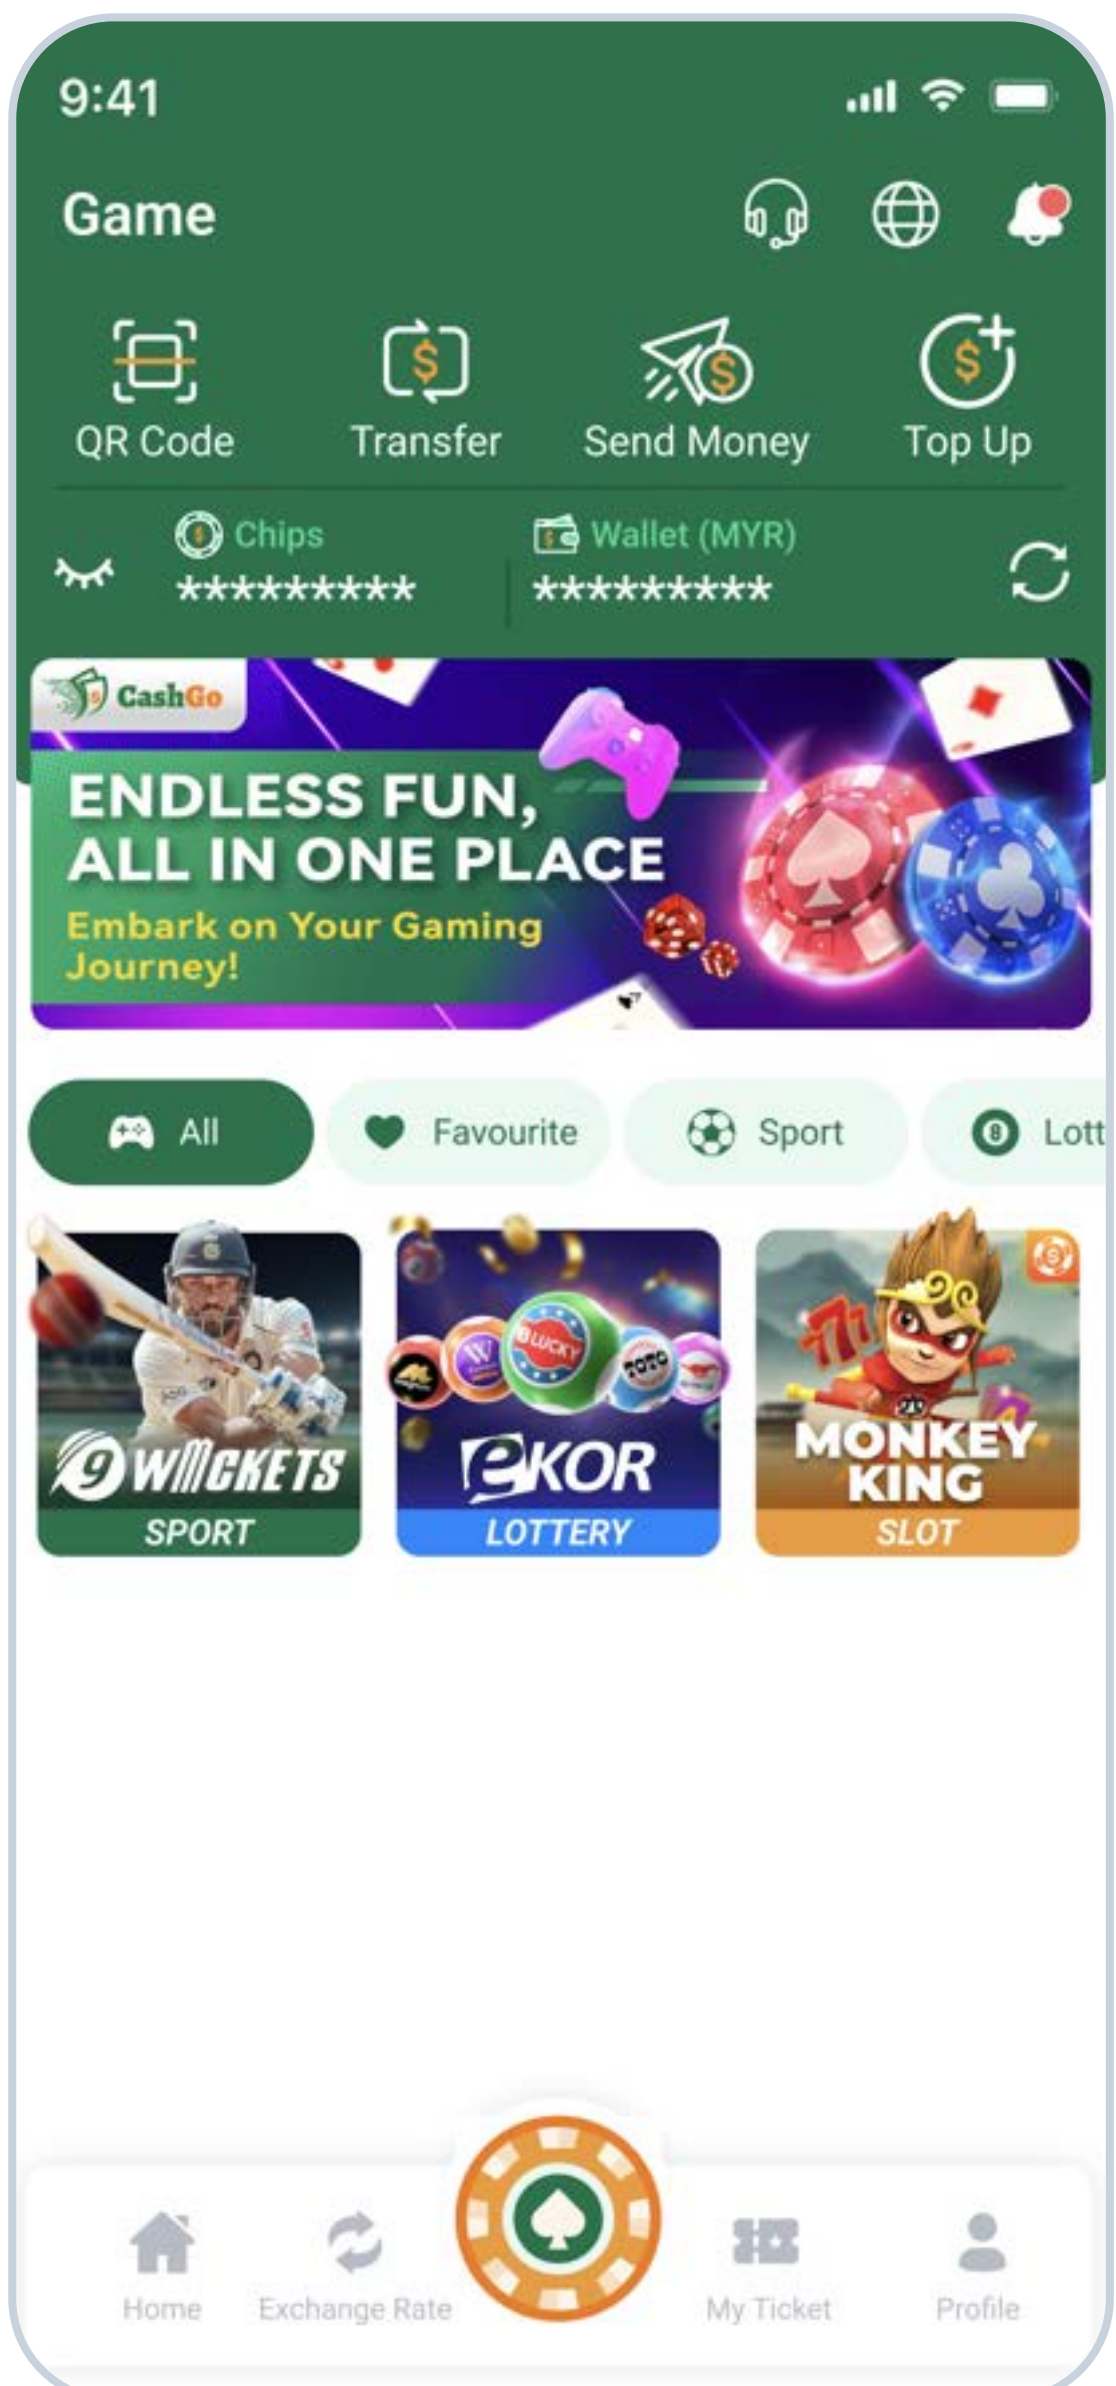 9:41
Game
QR Code
Transfer
Send Money
Top Up
Chips
Wallet (MYR)
*********
*********
CashGo
ENDLESS FUN,
ALL IN ONE PLACE
Embark on Your Gaming
Journey!
All
Favourite
Sport
Lott
9WICKETS
SPORT
LUCKY
W
TOTO
eKOR
LOTTERY
MONKEY
KING
SLOT
Home
Exchange Rate
My Ticket
Profile